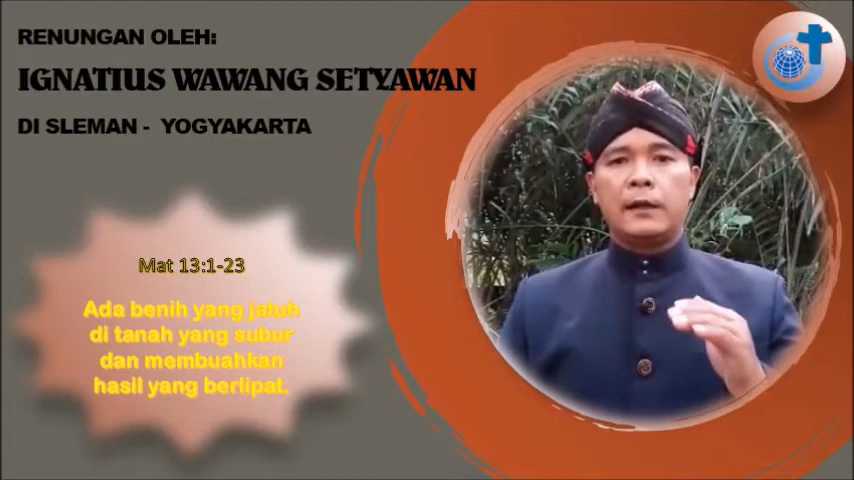 RENUNGAN OLEH:
IGNATIUS WAWANG SETYAWAN
DI SLEMAN - YOGYAKARTA
Mat 13:1-23
Ada benih yang jatuh
di tanah yang subur
dan membuahkan
hasil yang berlipat.